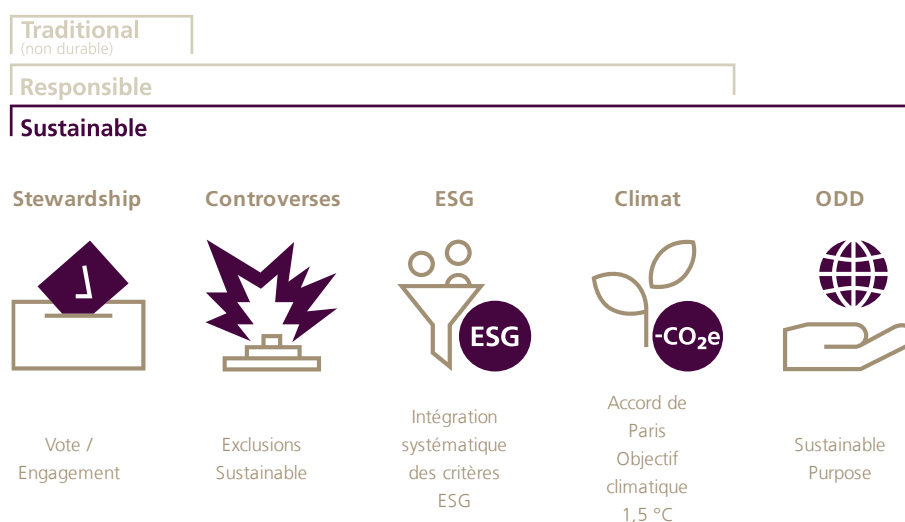 Traditional
(non durable)
Responsible
Sustainable
Stewardship
Controverses
ESG
Climat
ODD
ESG
-CO₂e
Vote /
Engagement
Exclusions
Sustainable
Intégration
systématique
des critères
ESG
Accord de
Paris
Objectif
climatique
1,5 °C
Sustainable
Purpose